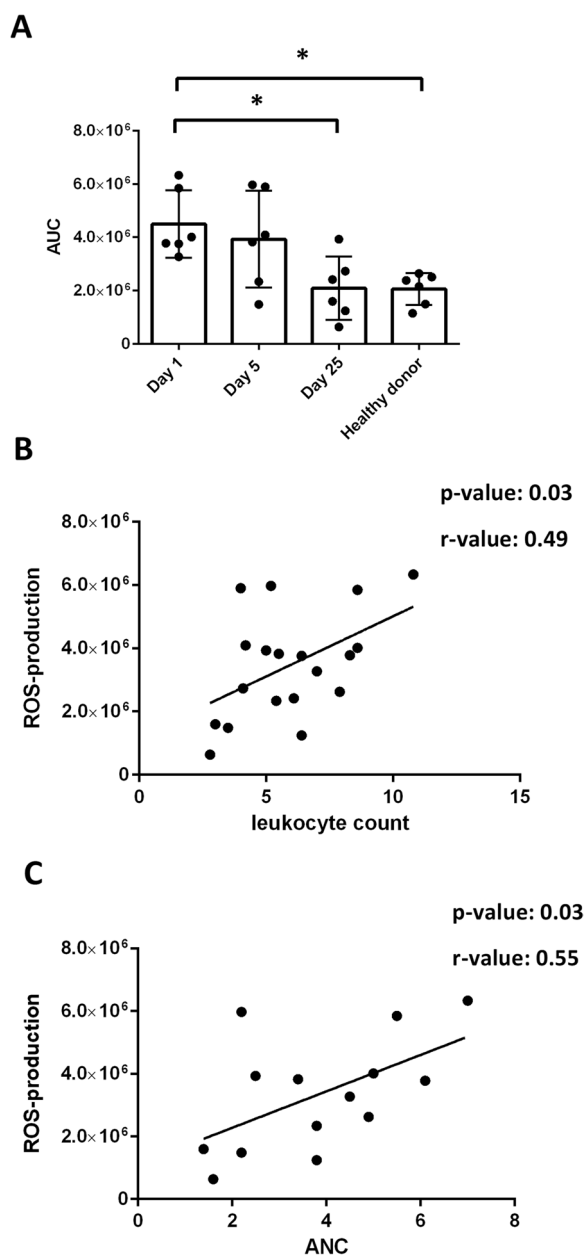 A
*
*
8.0×10⁶
6.0×10⁶
4.0×10⁶
2.0×10⁶
0
AUC
Day 1
Day 5
Day 25
Healthy donor
B
p-value: 0.03
r-value: 0.49
8.0×10⁶
6.0×10⁶
4.0×10⁶
2.0×10⁶
0
ROS-production
0 5 10 15
leukocyte count
C
p-value: 0.03
r-value: 0.55
8.0×10⁶
6.0×10⁶
4.0×10⁶
2.0×10⁶
0
ROS-production
0 2 4 6 8
ANC